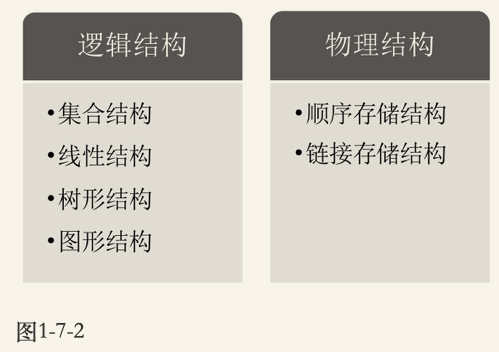 逻辑结构
•集合结构
•线性结构
•树形结构
•图形结构
物理结构
•顺序存储结构
•链接存储结构
图1-7-2